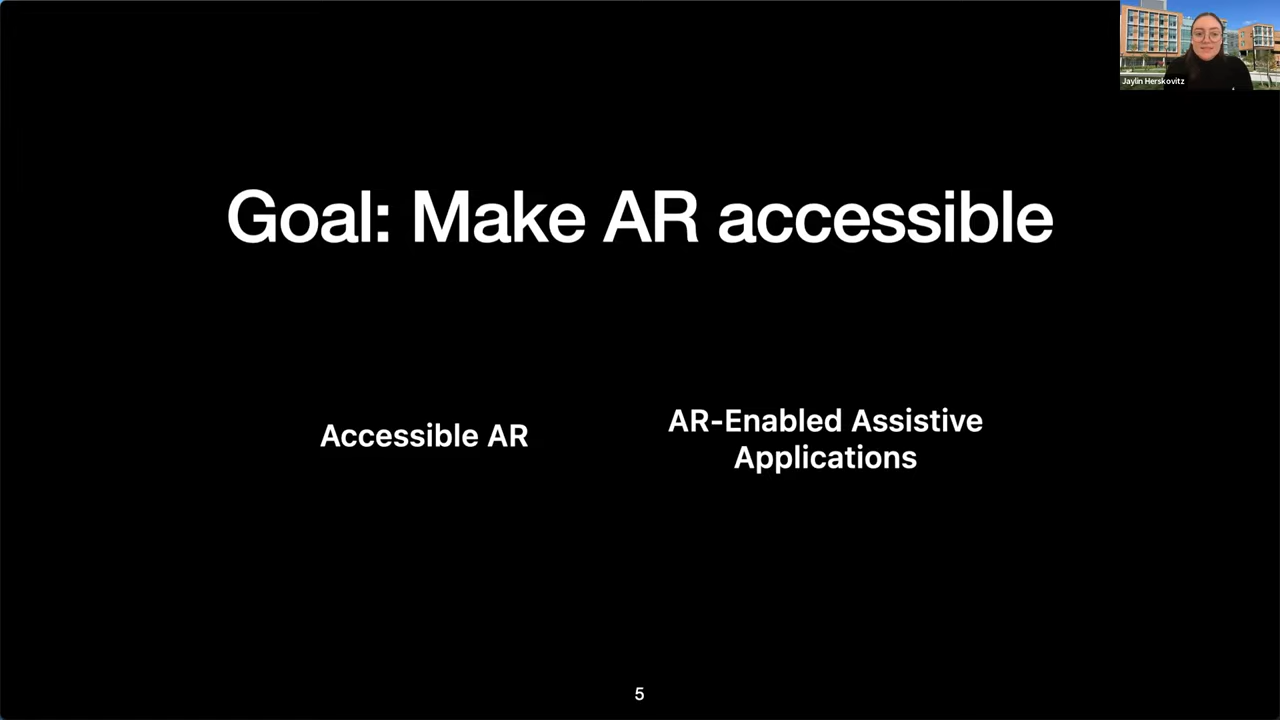 Jaylin Herskovitz
Goal: Make AR accessible
Accessible AR
AR-Enabled Assistive
Applications
5